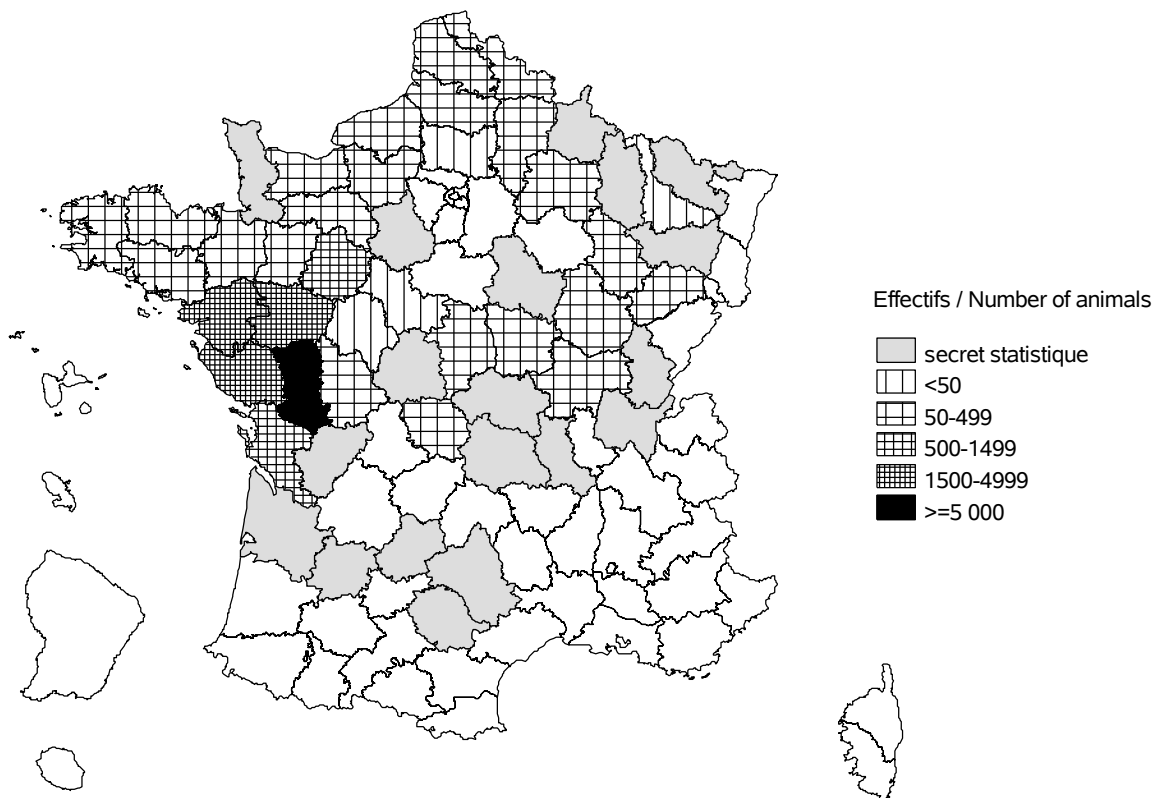 Effectifs / Number of animals
secret statistique
<50
50-499
500-1499
1500-4999
>=5 000